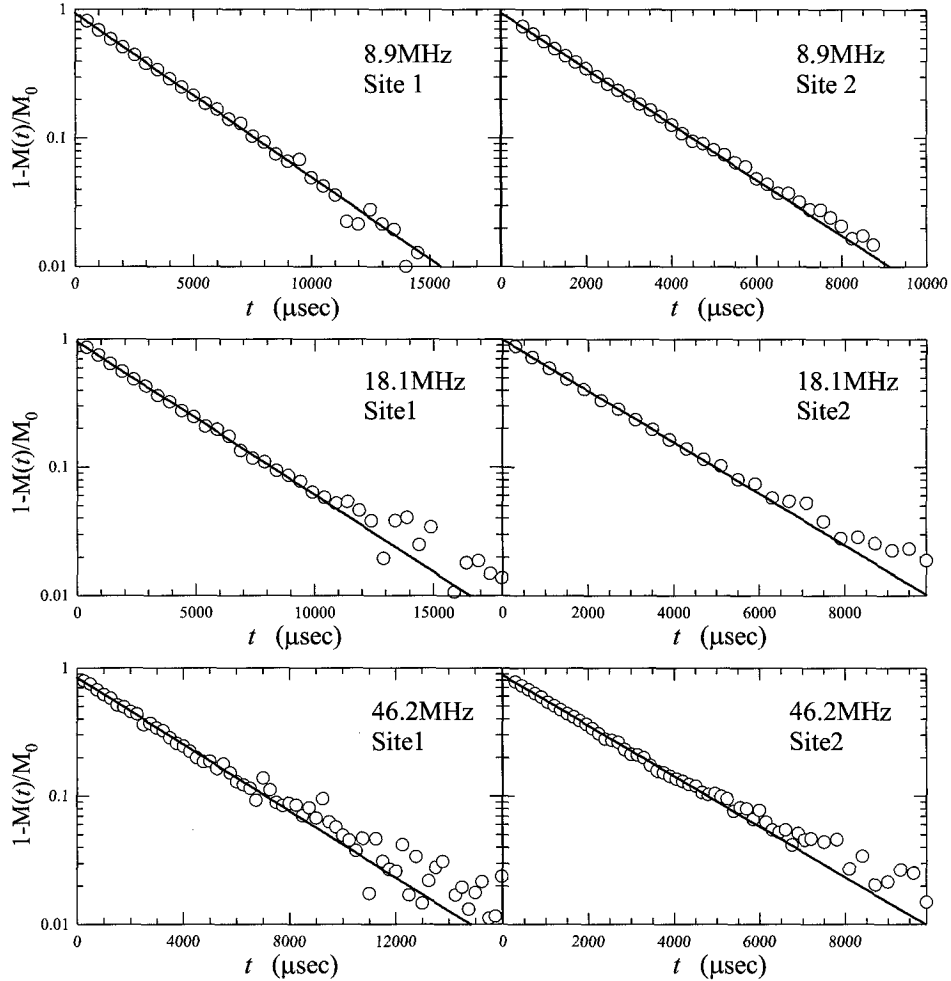 1
8.9MHz
Site 1
8.9MHz
Site 2
1-M(t)/M₀
0.1
0.01
0 5000 10000 15000 0 2000 4000 6000 8000 10000
t (μsec) t (μsec)
1
18.1MHz
Site1
18.1MHz
Site2
1-M(t)/M₀
0.1
0.01
0 5000 10000 15000 0 2000 4000 6000 8000
t (μsec) t (μsec)
1
46.2MHz
Site1
46.2MHz
Site2
1-M(t)/M₀
0.1
0.01
0 4000 8000 12000 0 2000 4000 6000 8000
t (μsec) t (μsec)